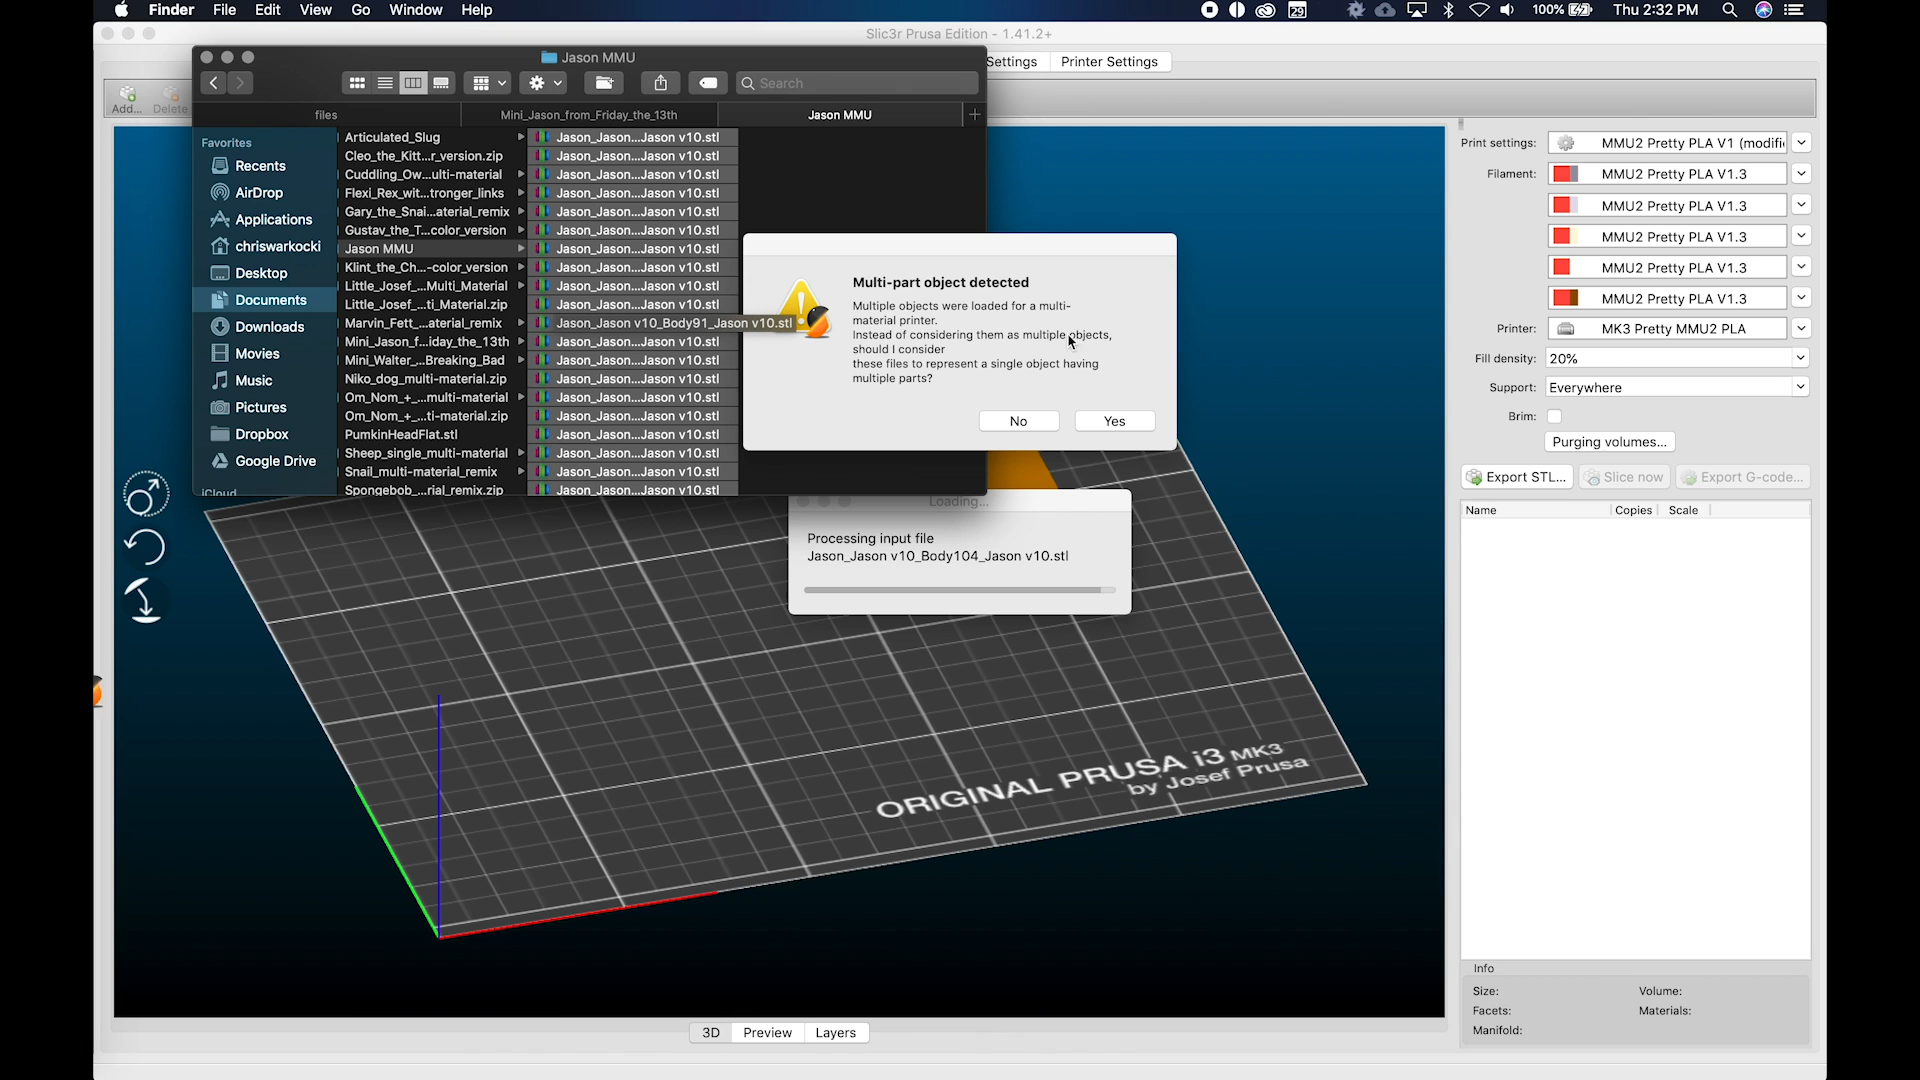 Finder File Edit View Go Window Help
29 100% Thu 2:32 PM
Slic3r Prusa Edition - 1.41.2+
Jason MMU
Settings Printer Settings
Search
Add... Delete
files Mini_Jason_from_Friday_the_13th Jason MMU +
Favorites
Recents
AirDrop
Applications
chriswarkocki
Desktop
Documents
Downloads
Movies
Music
Pictures
Dropbox
Google Drive
iCloud
Articulated_Slug
Cleo_the_Kitt...r_version.zip
Cuddling_Ow...ulti-material
Flexi_Rex_wit...tronger_links
Gary_the_Snai...aterial_remix
Gustav_the_T...color_version
Jason MMU
Klint_the_Ch...-color_version
Little_Josef_...Multi_Material
Little_Josef_...ti_Material.zip
Marvin_Fett_...aterial_remix
Mini_Jason_f...iday_the_13th
Mini_Walter_...Breaking_Bad
Niko_dog_multi-material.zip
Om_Nom_+_...multi-material
Om_Nom_+_...ti-material.zip
PumkinHeadFlat.stl
Sheep_single_multi-material
Snail_multi-material_remix
Spongebob_...rial_remix.zip
Jason_Jason...Jason v10.stl
Jason_Jason...Jason v10.stl
Jason_Jason...Jason v10.stl
Jason_Jason...Jason v10.stl
Jason_Jason...Jason v10.stl
Jason_Jason...Jason v10.stl
Jason_Jason...Jason v10.stl
Jason_Jason...Jason v10.stl
Jason_Jason...Jason v10.stl
Jason_Jason...Jason v10.stl
Jason_Jason v10_Body91_Jason v10.stl
Jason_Jason...Jason v10.stl
Jason_Jason...Jason v10.stl
Jason_Jason...Jason v10.stl
Jason_Jason...Jason v10.stl
Jason_Jason...Jason v10.stl
Jason_Jason...Jason v10.stl
Jason_Jason...Jason v10.stl
Jason_Jason...Jason v10.stl
Jason_Jason...Jason v10.stl
Multi-part object detected
Multiple objects were loaded for a multi-
material printer.
Instead of considering them as multiple objects,
should I consider
these files to represent a single object having
multiple parts?
No Yes
Loading...
Processing input file
Jason_Jason v10_Body104_Jason v10.stl
ORIGINAL PRUSA i3 MK3
by Josef Prusa
Print settings: MMU2 Pretty PLA V1 (modifi
Filament: MMU2 Pretty PLA V1.3
MMU2 Pretty PLA V1.3
MMU2 Pretty PLA V1.3
MMU2 Pretty PLA V1.3
MMU2 Pretty PLA V1.3
Printer: MK3 Pretty MMU2 PLA
Fill density: 20%
Support: Everywhere
Brim:
Purging volumes...
Export STL... Slice now Export G-code...
Name Copies Scale
Info
Size: Volume:
Facets: Materials:
Manifold:
3D Preview Layers